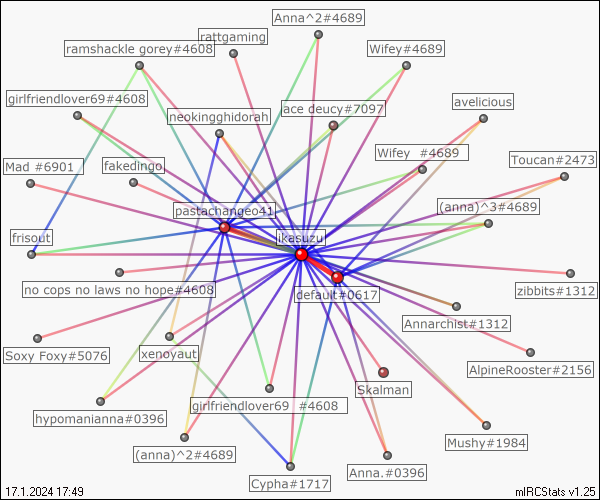 Anna^2#4689
rattgaming
ramshackle gorey#4608
Wifey#4689
girlfriendlover69#4608
neokingghidorah
ace deucy#7097
avelicious
Mad #6901
fakedingo
Wifey  #4689
Toucan#2473
pastachangeo41
(anna)^3#4689
frisout
ikasuzu
no cops no laws no hope#4608
default#0617
zibbits#1312
Annarchist#1312
Soxy Foxy#5076
xenoyaut
AlpineRooster#2156
Skalman
hypomanianna#0396
girlfriendlover69  #4608
(anna)^2#4689
Mushy#1984
Cypha#1717
Anna.#0396
17.1.2024 17:49
mIRCStats v1.25